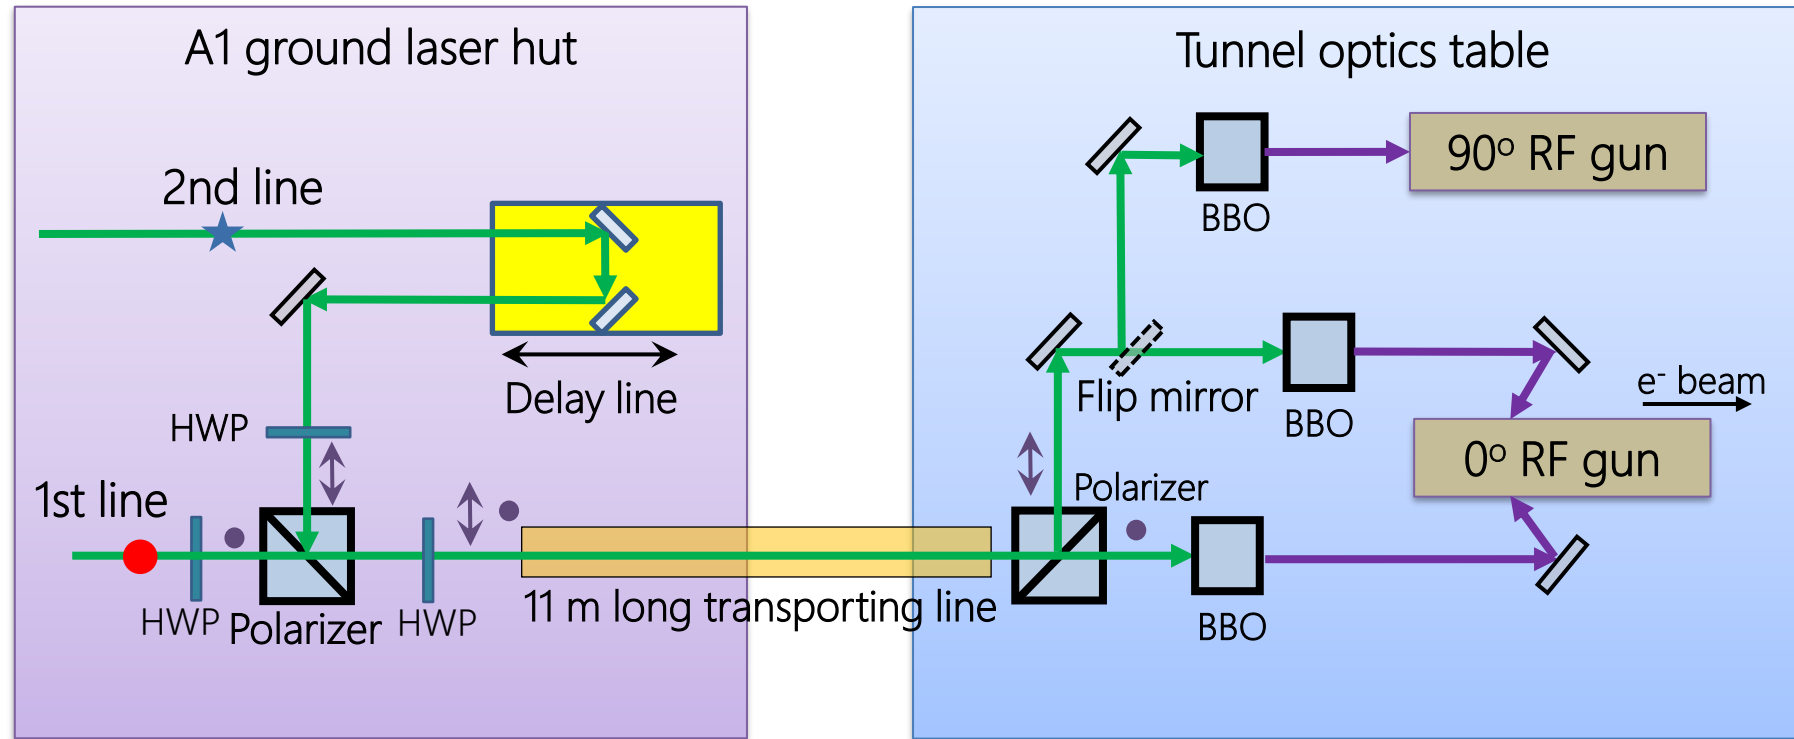 A1 ground laser hut
2nd line
Delay line
HWP
1st line
HWP
Polarizer
HWP
11 m long transporting line
Tunnel optics table
90º RF gun
BBO
Flip mirror
BBO
e⁻ beam
0º RF gun
Polarizer
BBO